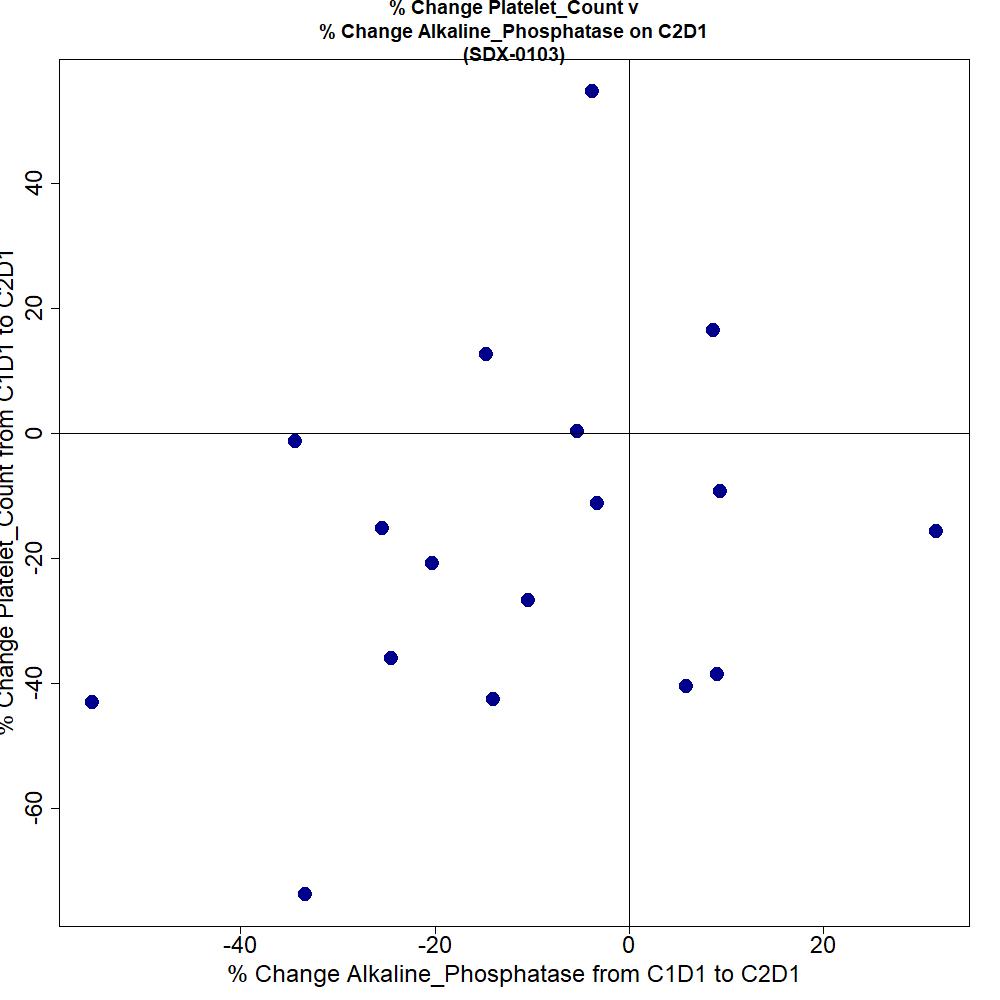 % Change Platelet_Count v
% Change Alkaline_Phosphatase on C2D1
(SDX-0103)
% Change Platelet_Count from C1D1 to C2D1
40
20
0
-20
-40
-60
-40
-20
0
20
% Change Alkaline_Phosphatase from C1D1 to C2D1